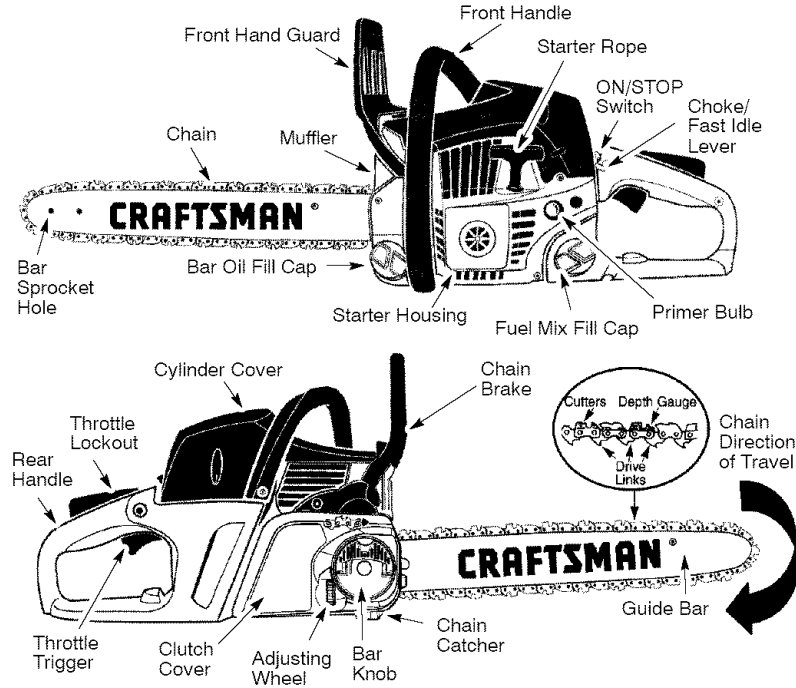 Front Handle
Front Hand Guard
Starter Rope
ON/STOP
Switch
Choke/
Fast Idle
Lever
Chain
Muffler
CRAFTSMAN
Bar
Sprocket
Hole
Bar Oil Fill Cap
Starter Housing
Fuel Mix Fill Cap
Primer Bulb
Cylinder Cover
Chain
Brake
Cutters
Depth Gauge
Drive
Links
Chain
Direction
of Travel
Throttle
Lockout
Rear
Handle
CRAFTSMAN
Guide Bar
Throttle
Trigger
Clutch
Cover
Adjusting
Wheel
Bar
Knob
Chain
Catcher